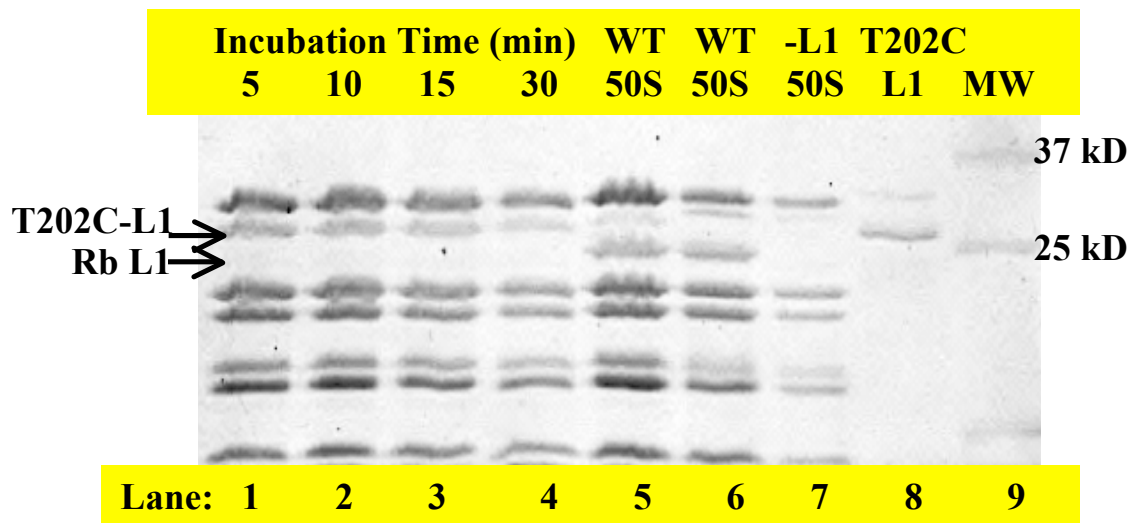 Incubation Time (min) WT WT -L1 T202C
5 10 15 30 50S 50S 50S L1 MW
37 kD
T202C-L1
Rb L1
25 kD
Lane: 1 2 3 4 5 6 7 8 9